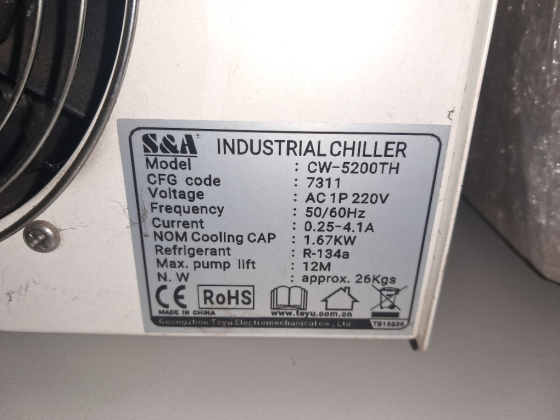 S&A INDUSTRIAL CHILLER
Model : CW-5200TH
CFG code : 7311
Voltage : AC 1P 220V
Frequency : 50/60Hz
Current : 0.25-4.1A
NOM Cooling CAP : 1.67KW
Refrigerant : R-134a
Max. pump lift : 12M
N. W : approx. 26Kgs
CE RoHS
MADE IN CHINA www.teyu.com.cn
Guangzhou Teyu Electromechanical co., Ltd.